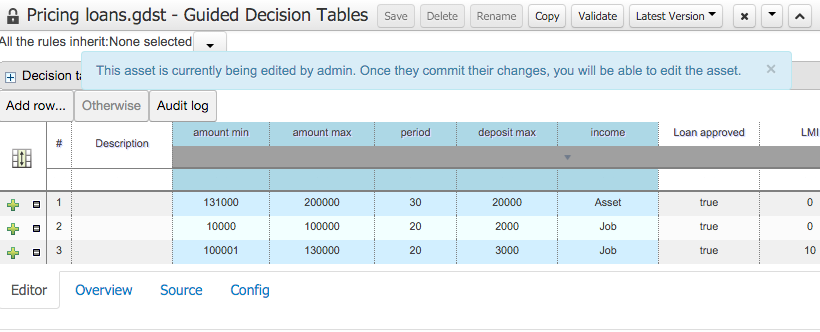 Pricing loans.gdst - Guided Decision Tables Save Delete Rename Copy Validate Latest Version
All the rules inherit:None selected
Decision ta
This asset is currently being edited by admin. Once they commit their changes, you will be able to edit the asset. ×
Add row... Otherwise Audit log
# Description amount min amount max period deposit max income Loan approved LMI
1 131000 200000 30 20000 Asset true 0
2 10000 100000 20 2000 Job true 0
3 100001 130000 20 3000 Job true 10
Editor Overview Source Config